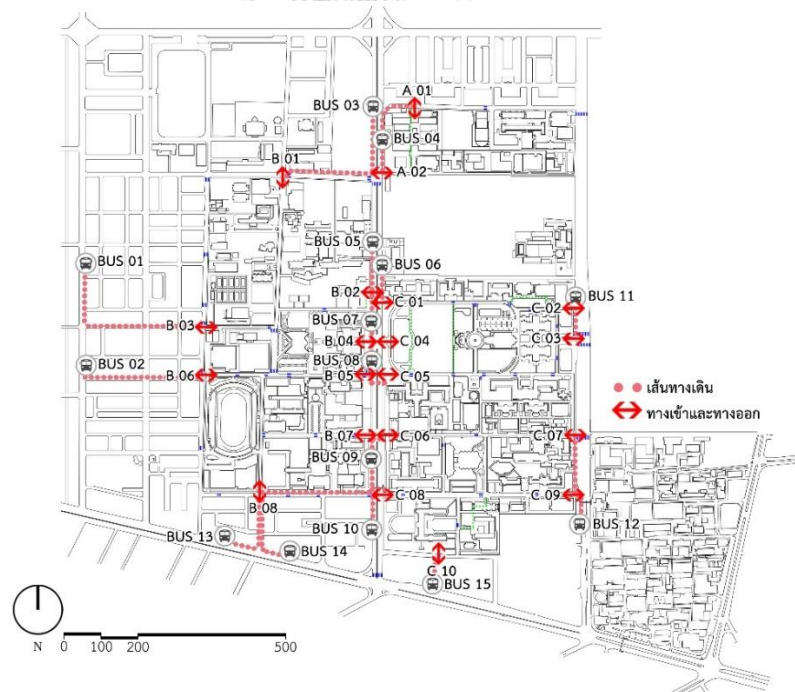 A 01
BUS 03
BUS 04
B 01
A 02
BUS 05
BUS 01
BUS 06
BUS 11
B 02
C 01
C 02
BUS 07
B 03
B 04
C 04
C 03
BUS 08
BUS 02
B 06
B 05
C 05
เส้นทางเดิน
ทางเข้าและทางออก
B 07
C 06
C 07
BUS 09
C 08
C 09
B 08
BUS 10
BUS 12
BUS 13
BUS 14
C 10
BUS 15
N
0 100 200 500